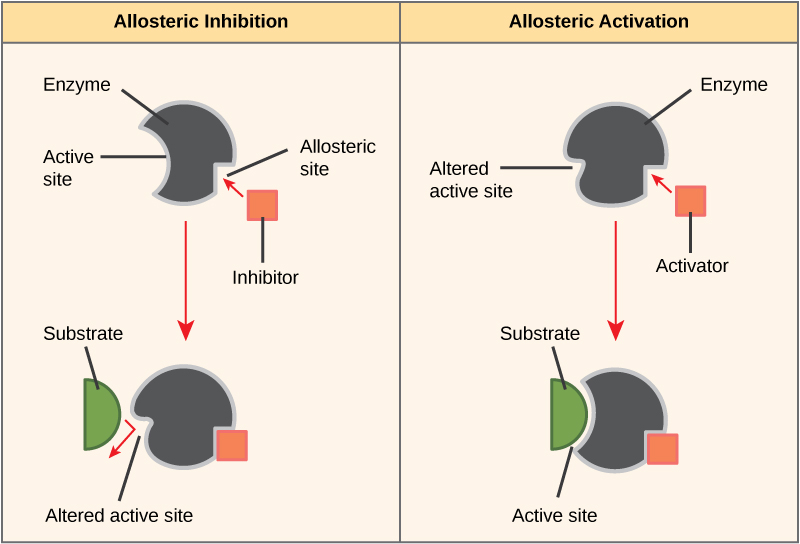 Allosteric Inhibition
Enzyme
Active
site
Allosteric
site
Inhibitor
Substrate
Altered active site
Allosteric Activation
Enzyme
Altered
active site
Activator
Substrate
Active site